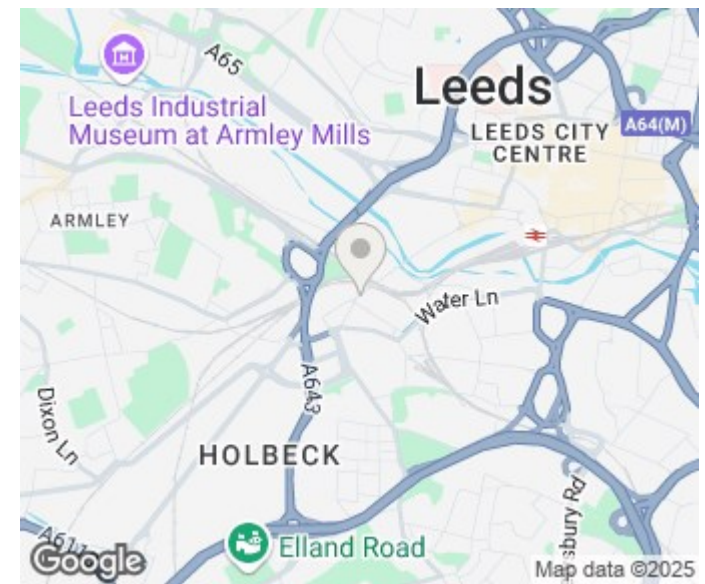 A65
Leeds
Leeds Industrial
Museum at Armley Mills
LEEDS CITY
CENTRE
A64(M)
ARMLEY
Water Ln
A643
Dixon Ln
HOLBECK
Elland Road
Google
Map data ©2025